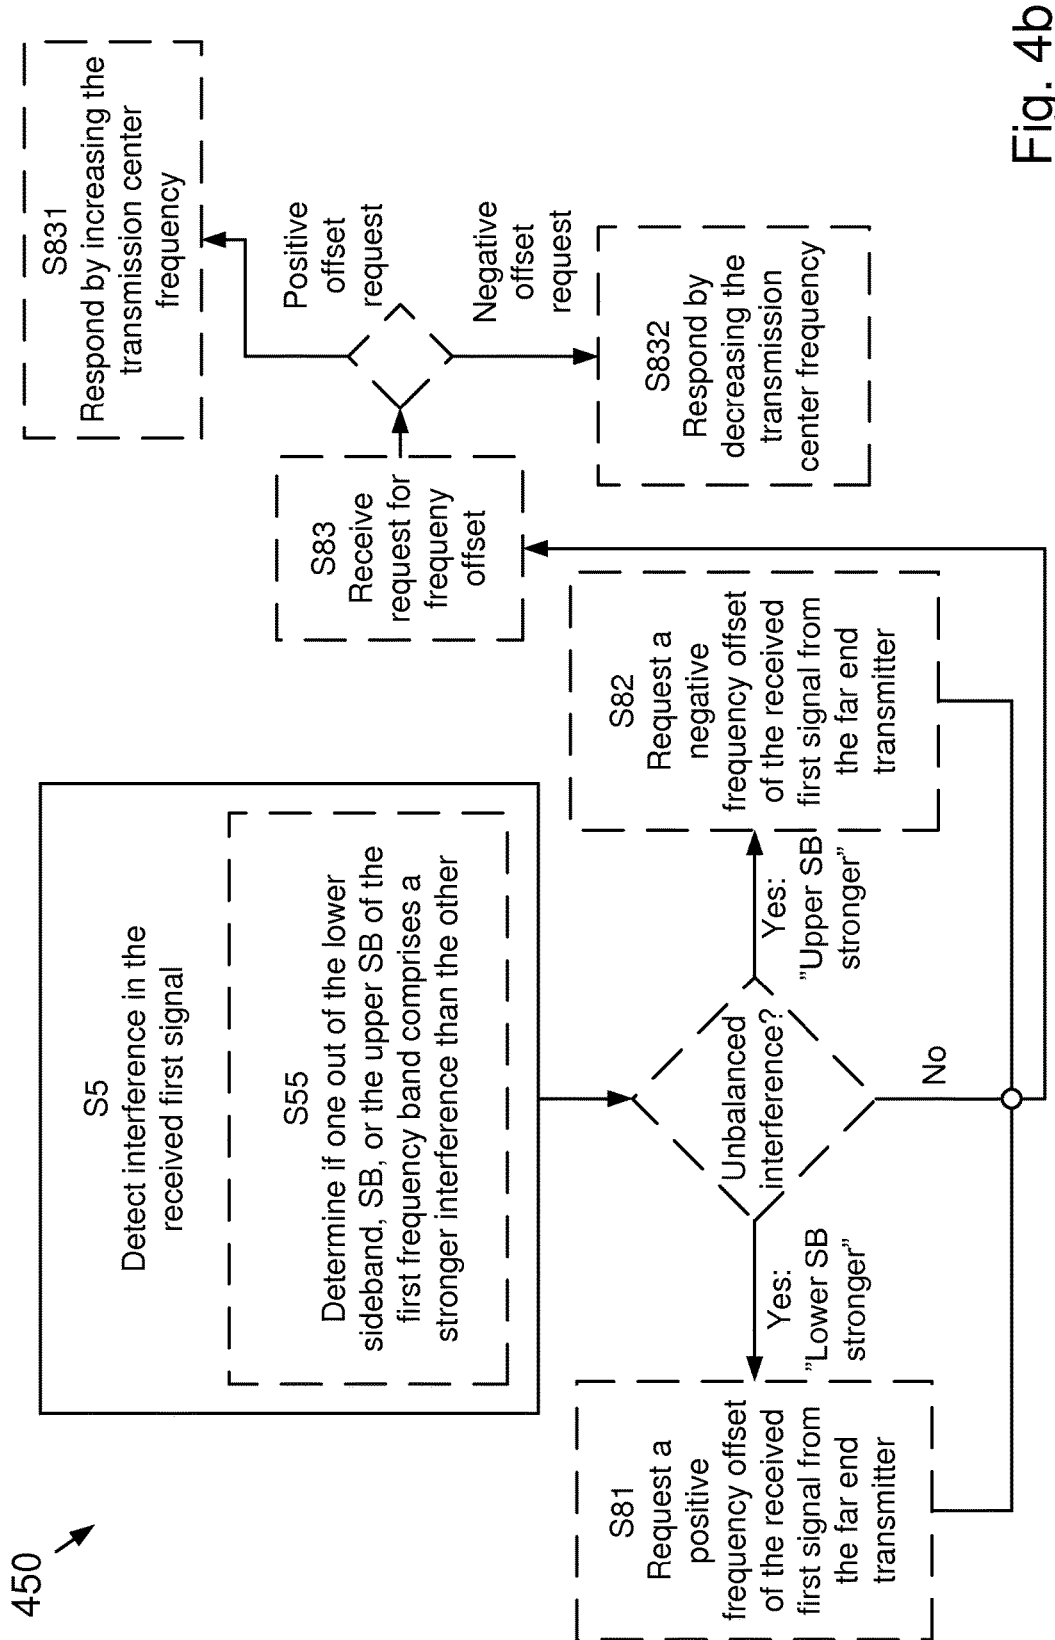 450
S5
Detect interference in the
received first signal
S55
Determine if one out of the lower
sideband, SB, or the upper SB of the
first frequency band comprises a
stronger interference than the other
Unbalanced
interference?
Yes:
"Lower SB
stronger"
Yes:
"Upper SB
stronger"
No
S81
Request a
positive
frequency offset
of the received
first signal from
the far end
transmitter
S82
Request a
negative
frequency offset
of the received
first signal from
the far end
transmitter
S83
Receive
request for
frequeny
offset
Positive
offset
request
Negative
offset
request
S831
Respond by increasing the
transmission center
frequency
S832
Respond by
decreasing the
transmission
center frequency
Fig. 4b